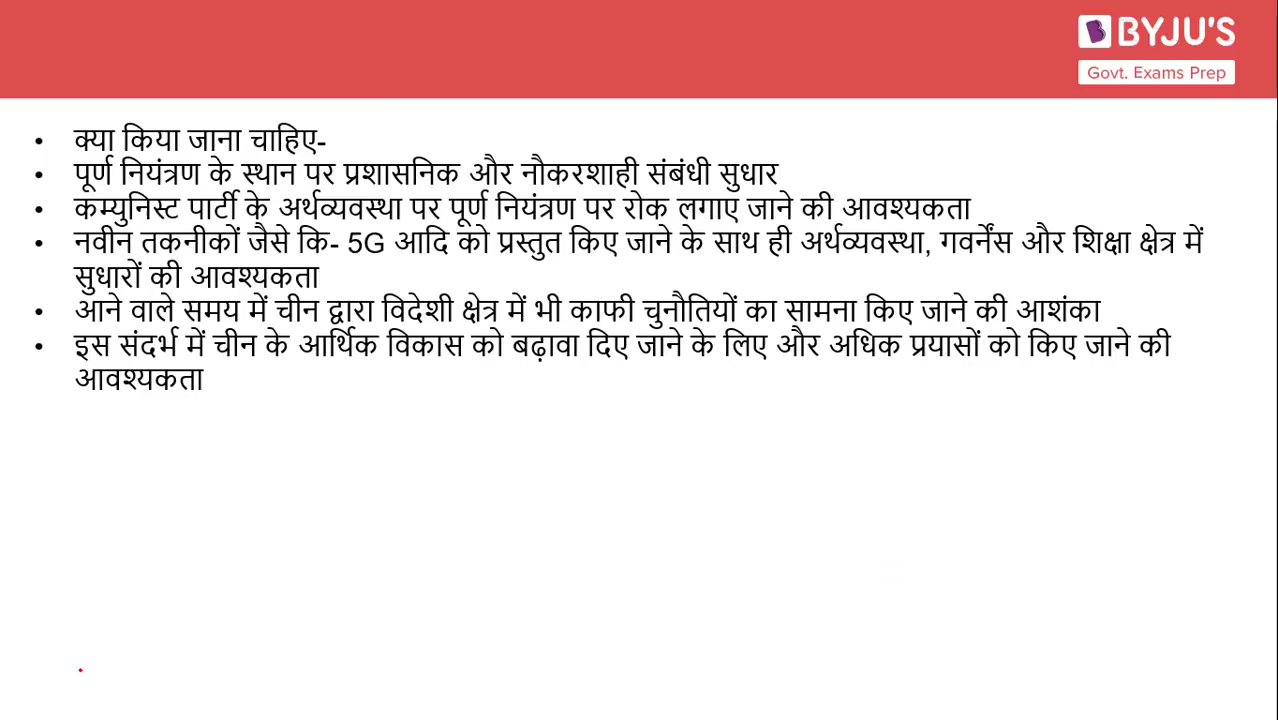 BYJU'S
Govt. Exams Prep
• क्या किया जाना चाहिए-
• पूर्ण नियंत्रण के स्थान पर प्रशासनिक और नौकरशाही संबंधी सुधार
• कम्युनिस्ट पार्टी के अर्थव्यवस्था पर पूर्ण नियंत्रण पर रोक लगाए जाने की आवश्यकता
• नवीन तकनीकों जैसे कि- 5G आदि को प्रस्तुत किए जाने के साथ ही अर्थव्यवस्था, गवर्नेंस और शिक्षा क्षेत्र में
सुधारों की आवश्यकता
• आने वाले समय में चीन द्वारा विदेशी क्षेत्र में भी काफी चुनौतियों का सामना किए जाने की आशंका
• इस संदर्भ में चीन के आर्थिक विकास को बढ़ावा दिए जाने के लिए और अधिक प्रयासों को किए जाने की
आवश्यकता